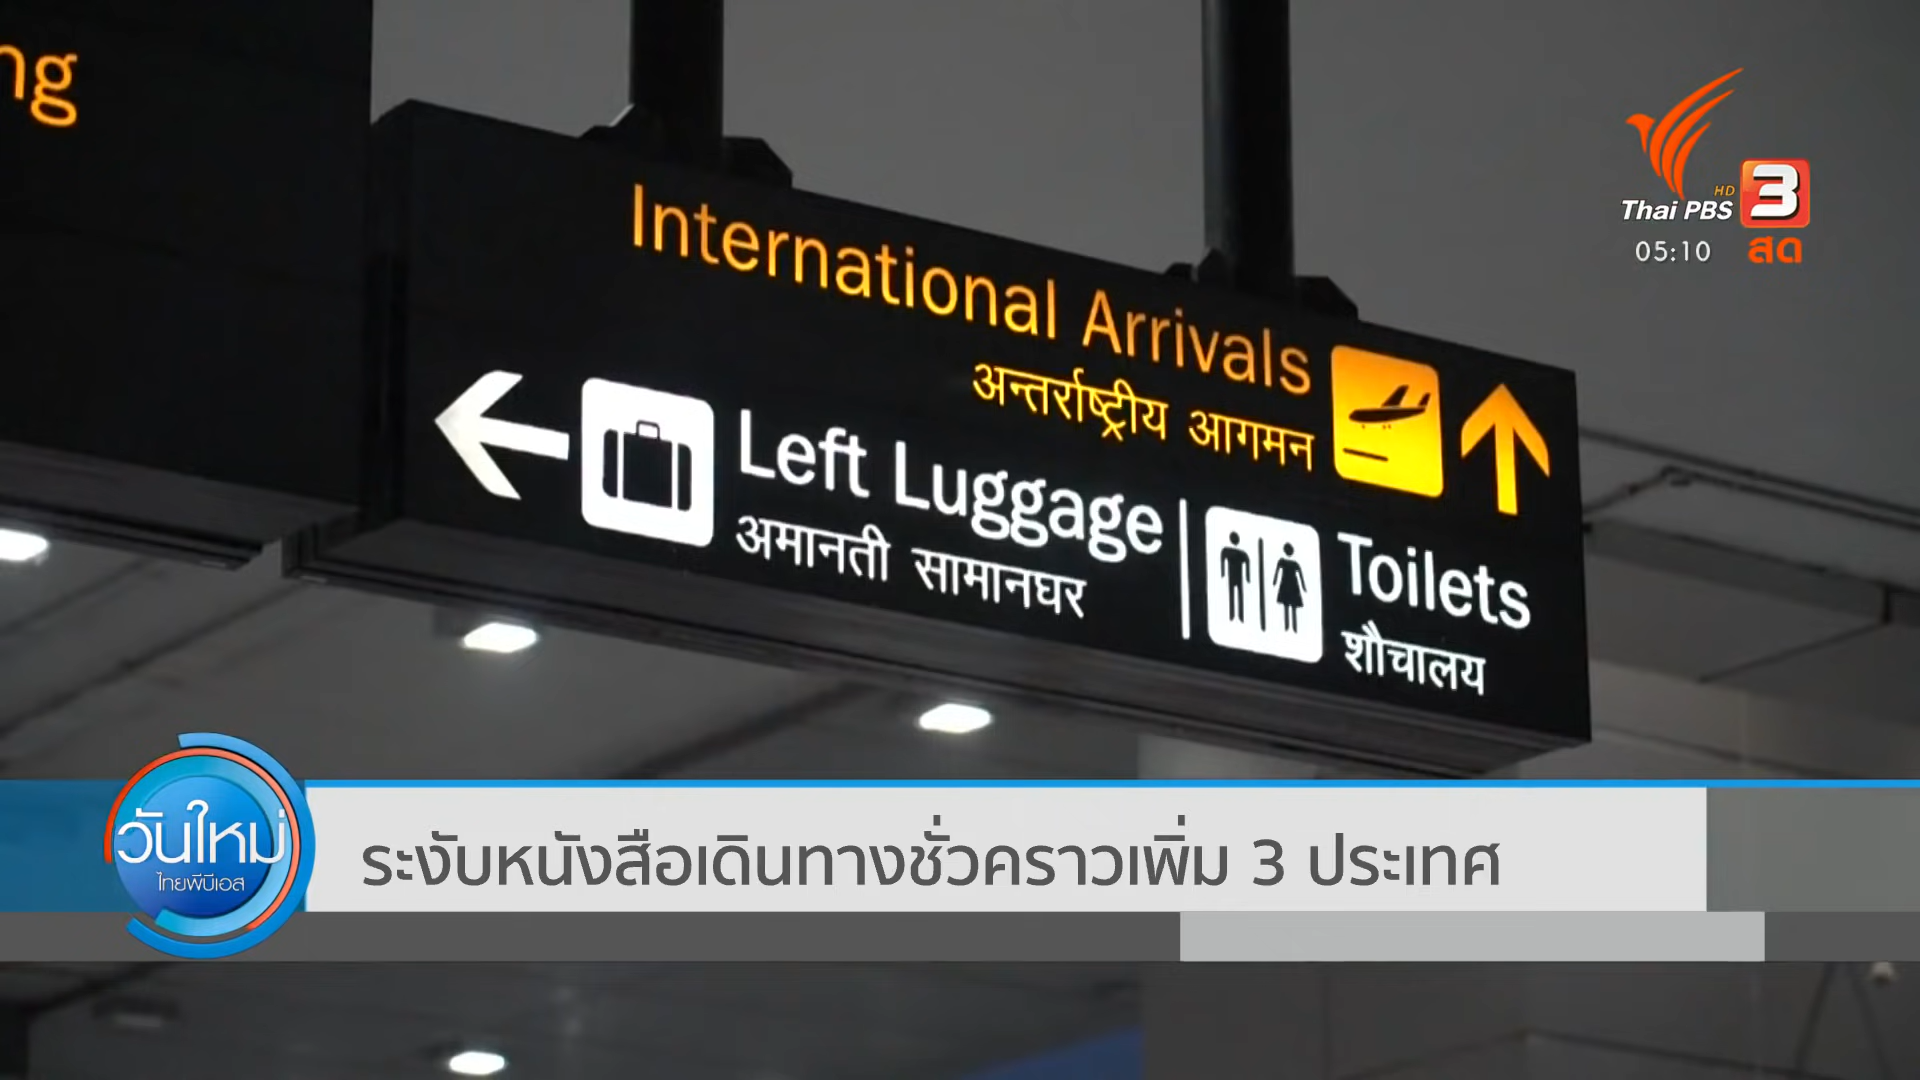 ng
International Arrivals
अन्तर्राष्ट्रीय आगमन
Left Luggage
अमानती सामानघर
Toilets
शौचालय
HD
Thai PBS 3
05:10 สด
วันใหม่
ไทยพีบีเอส
ระงับหนังสือเดินทางชั่วคราวเพิ่ม 3 ประเทศ